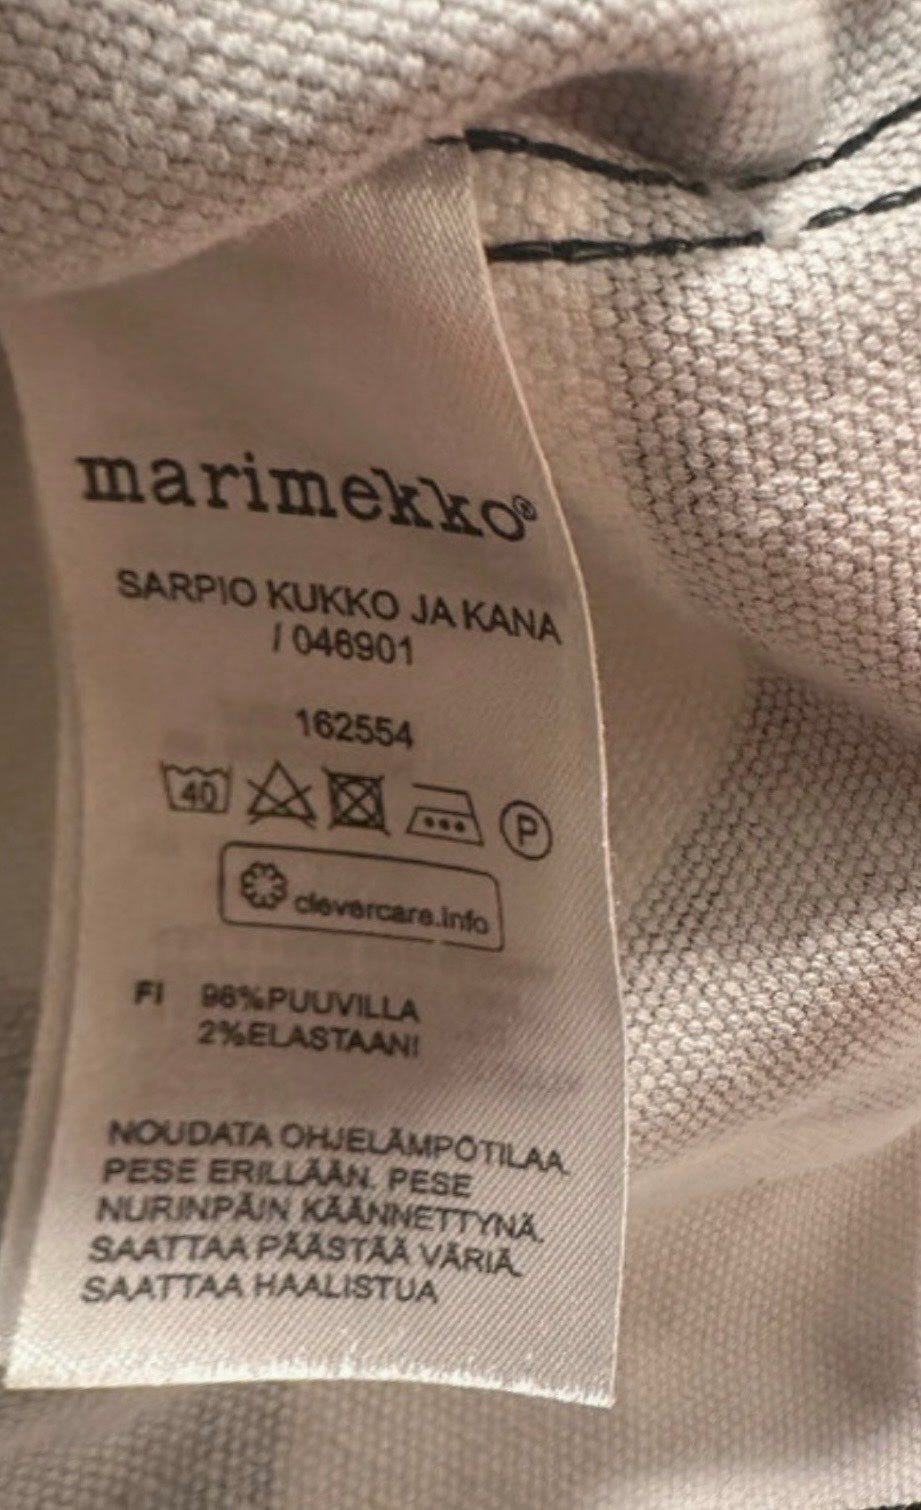 marimekko®
SARPIO KUKKO JA KANA
/ 046901
162554
40 P
clevercare.info
FI 98%PUUVILLA
2%ELASTAANI
NOUDATA OHJELÄMPÖTILAA.
PESE ERILLÄÄN. PESE
NURINPÄIN KÄÄNNETTYNÄ.
SAATTAA PÄÄSTÄÄ VÄRIÄ.
SAATTAA HAALISTUA